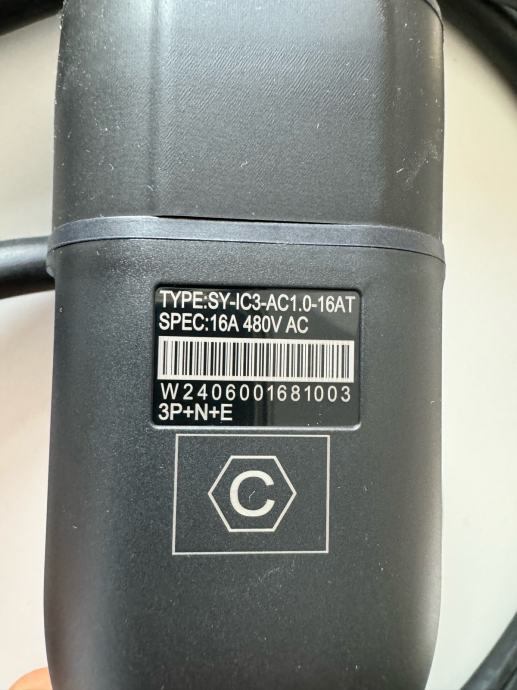 TYPE:SY-IC3-AC1.0-16AT
SPEC:16A 480V AC
W2406001681003
3P+N+E
C